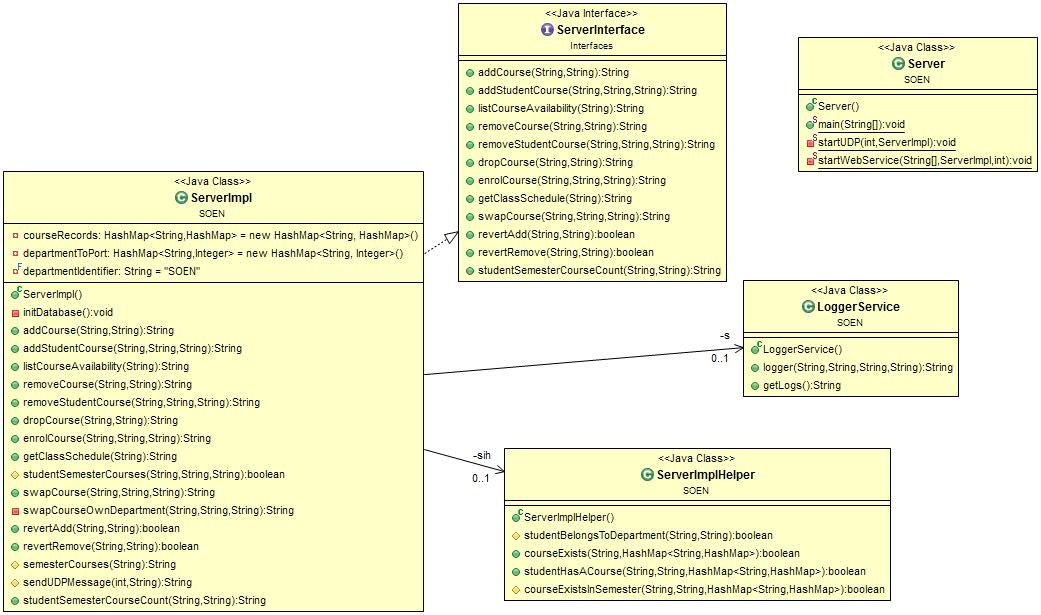 <<Java Interface>>
I ServerInterface
Interfaces
addCourse(String,String):String
addStudentCourse(String,String,String):String
listCourseAvailability(String):String
removeCourse(String,String):String
removeStudentCourse(String,String,String):String
dropCourse(String,String):String
enrolCourse(String,String,String):String
getClassSchedule(String):String
swapCourse(String,String,String):String
revertAdd(String,String):boolean
revertRemove(String,String):boolean
studentSemesterCourseCount(String,String):String
<<Java Class>>
C Server
SOEN
C Server()
S main(String[]):void
S startUDP(int,ServerImpl):void
S startWebService(String[],ServerImpl,int):void
<<Java Class>>
C ServerImpl
SOEN
courseRecords: HashMap<String,HashMap> = new HashMap<String, HashMap>()
departmentToPort: HashMap<String,Integer> = new HashMap<String, Integer>()
F departmentIdentifier: String = "SOEN"
C ServerImpl()
initDatabase():void
addCourse(String,String):String
addStudentCourse(String,String,String):String
listCourseAvailability(String):String
removeCourse(String,String):String
removeStudentCourse(String,String,String):String
dropCourse(String,String):String
enrolCourse(String,String,String):String
getClassSchedule(String):String
studentSemesterCourses(String,String,String):boolean
swapCourse(String,String,String):String
swapCourseOwnDepartment(String,String,String):String
revertAdd(String,String):boolean
revertRemove(String,String):boolean
semesterCourses(String):String
sendUDPMessage(int,String):String
studentSemesterCourseCount(String,String):String
-s
0..1
<<Java Class>>
C LoggerService
SOEN
C LoggerService()
logger(String,String,String,String):String
getLogs():String
-sih
0..1
<<Java Class>>
C ServerImplHelper
SOEN
C ServerImplHelper()
studentBelongsToDepartment(String,String):boolean
courseExists(String,HashMap<String,HashMap>):boolean
studentHasACourse(String,String,HashMap<String,HashMap>):boolean
courseExistsInSemester(String,String,HashMap<String,HashMap>):boolean